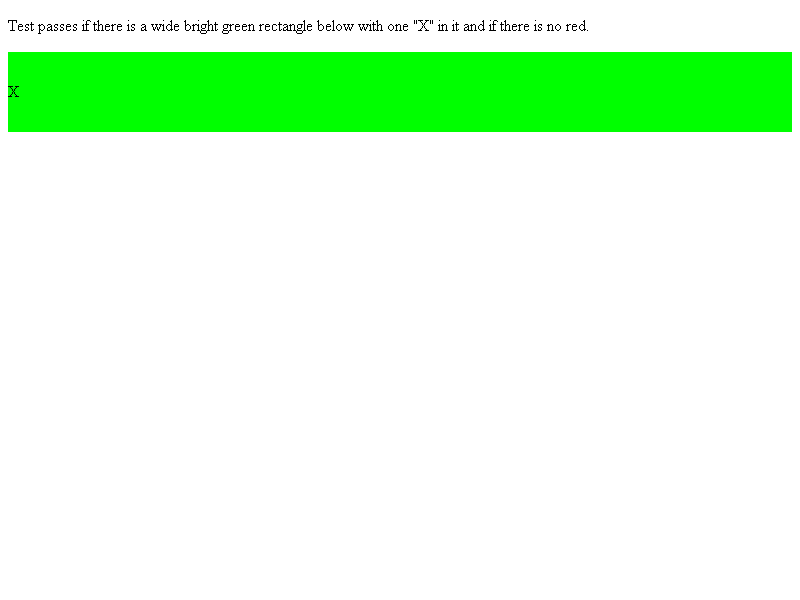 Test passes if there is a wide bright green rectangle below with one "X" in it and if there is no red.
X